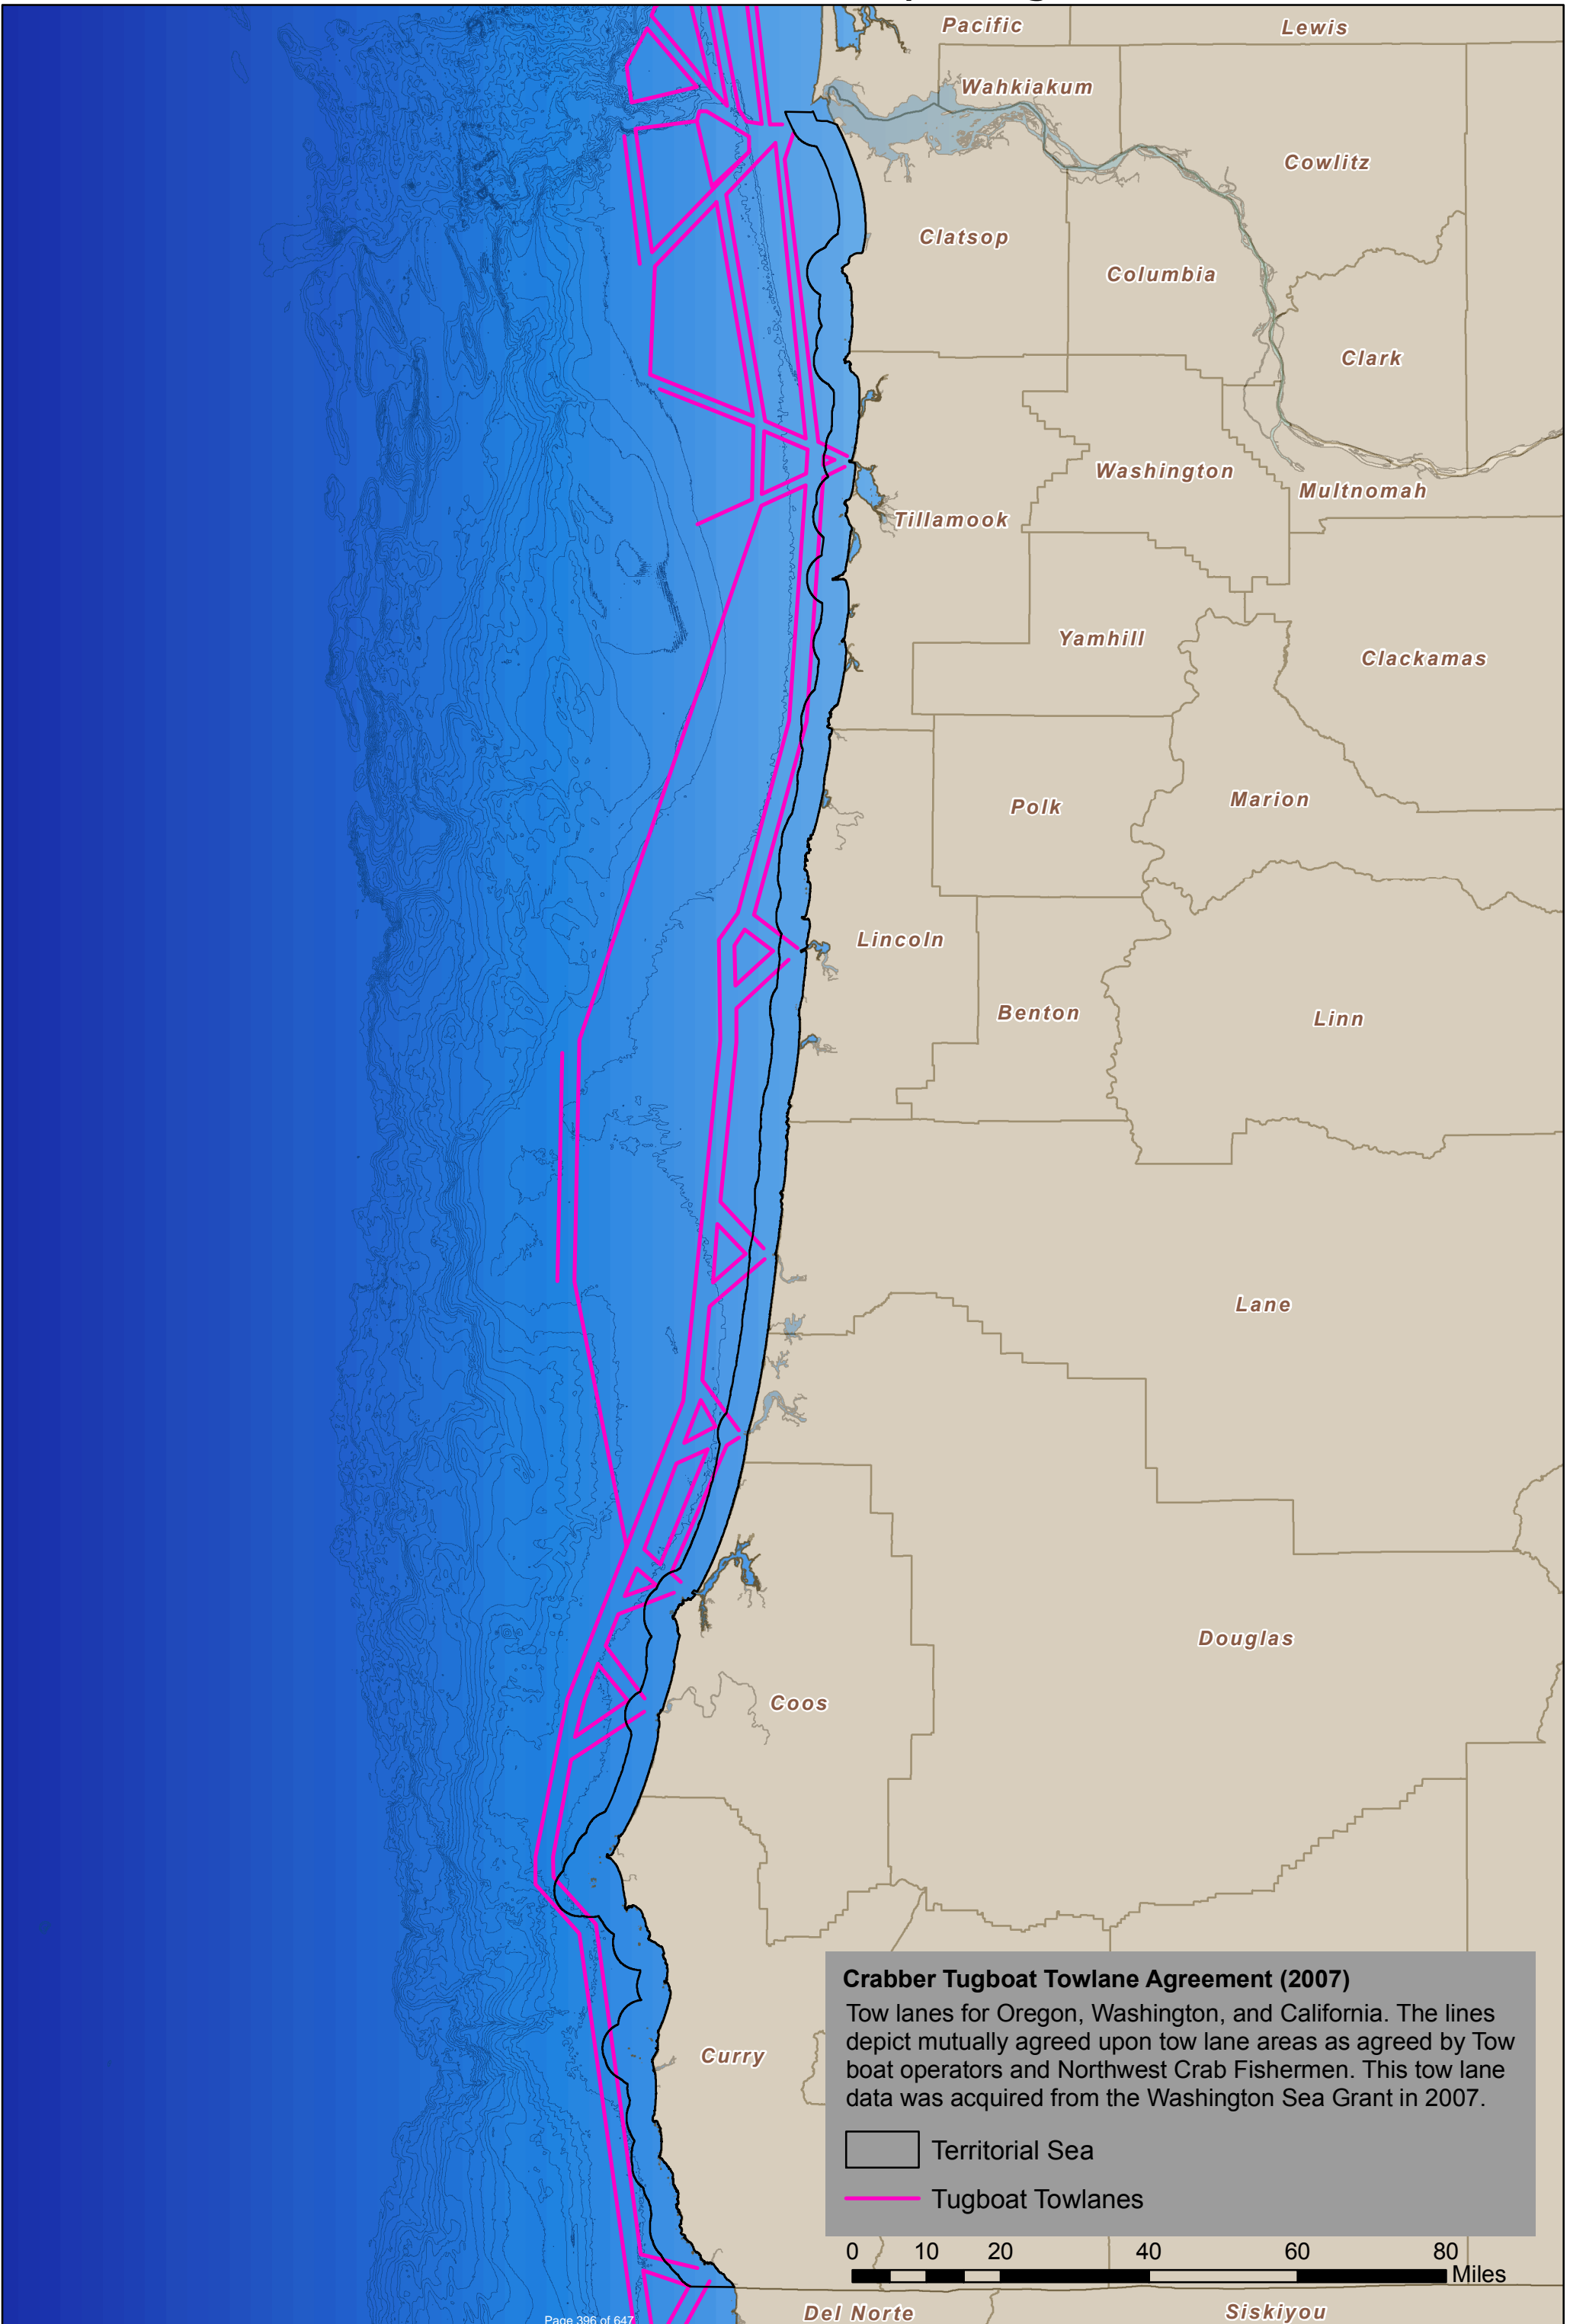 Pacific
Lewis
Wahkiakum
Cowlitz
Clatsop
Columbia
Clark
Washington
Multnomah
Tillamook
Yamhill
Clackamas
Polk
Marion
Lincoln
Benton
Linn
Lane
Douglas
Coos
Curry
Crabber Tugboat Towlane Agreement (2007)
Tow lanes for Oregon, Washington, and California. The lines
depict mutually agreed upon tow lane areas as agreed by Tow
boat operators and Northwest Crab Fishermen. This tow lane
data was acquired from the Washington Sea Grant in 2007.
Territorial Sea
Tugboat Towlanes
0 10 20 40 60 80
Miles
Del Norte
Siskiyou
Page 396 of 647